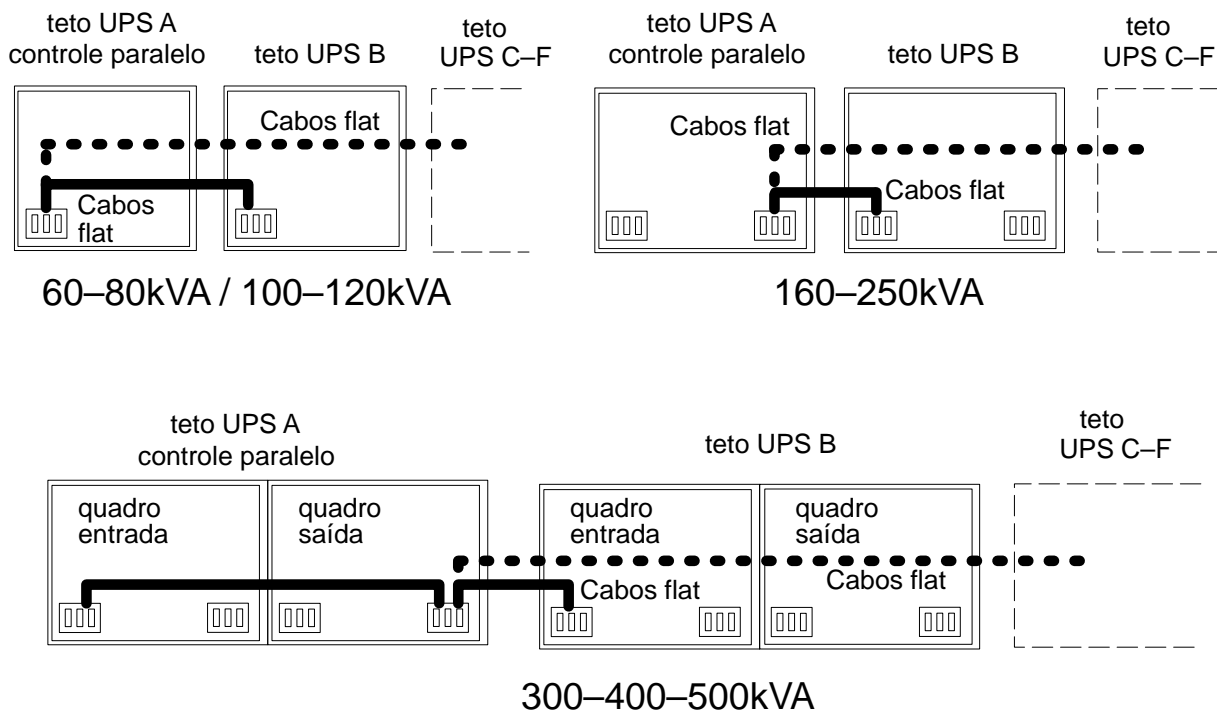 teto UPS A
controle paralelo
teto UPS B
teto
UPS C–F
Cabos flat
Cabos
flat
60–80kVA / 100–120kVA
teto UPS A
controle paralelo
teto UPS B
teto
UPS C–F
Cabos flat
Cabos flat
160–250kVA
teto UPS A
controle paralelo
teto UPS B
teto
UPS C–F
quadro
entrada
quadro
saída
quadro
entrada
quadro
saída
Cabos flat
Cabos flat
300–400–500kVA